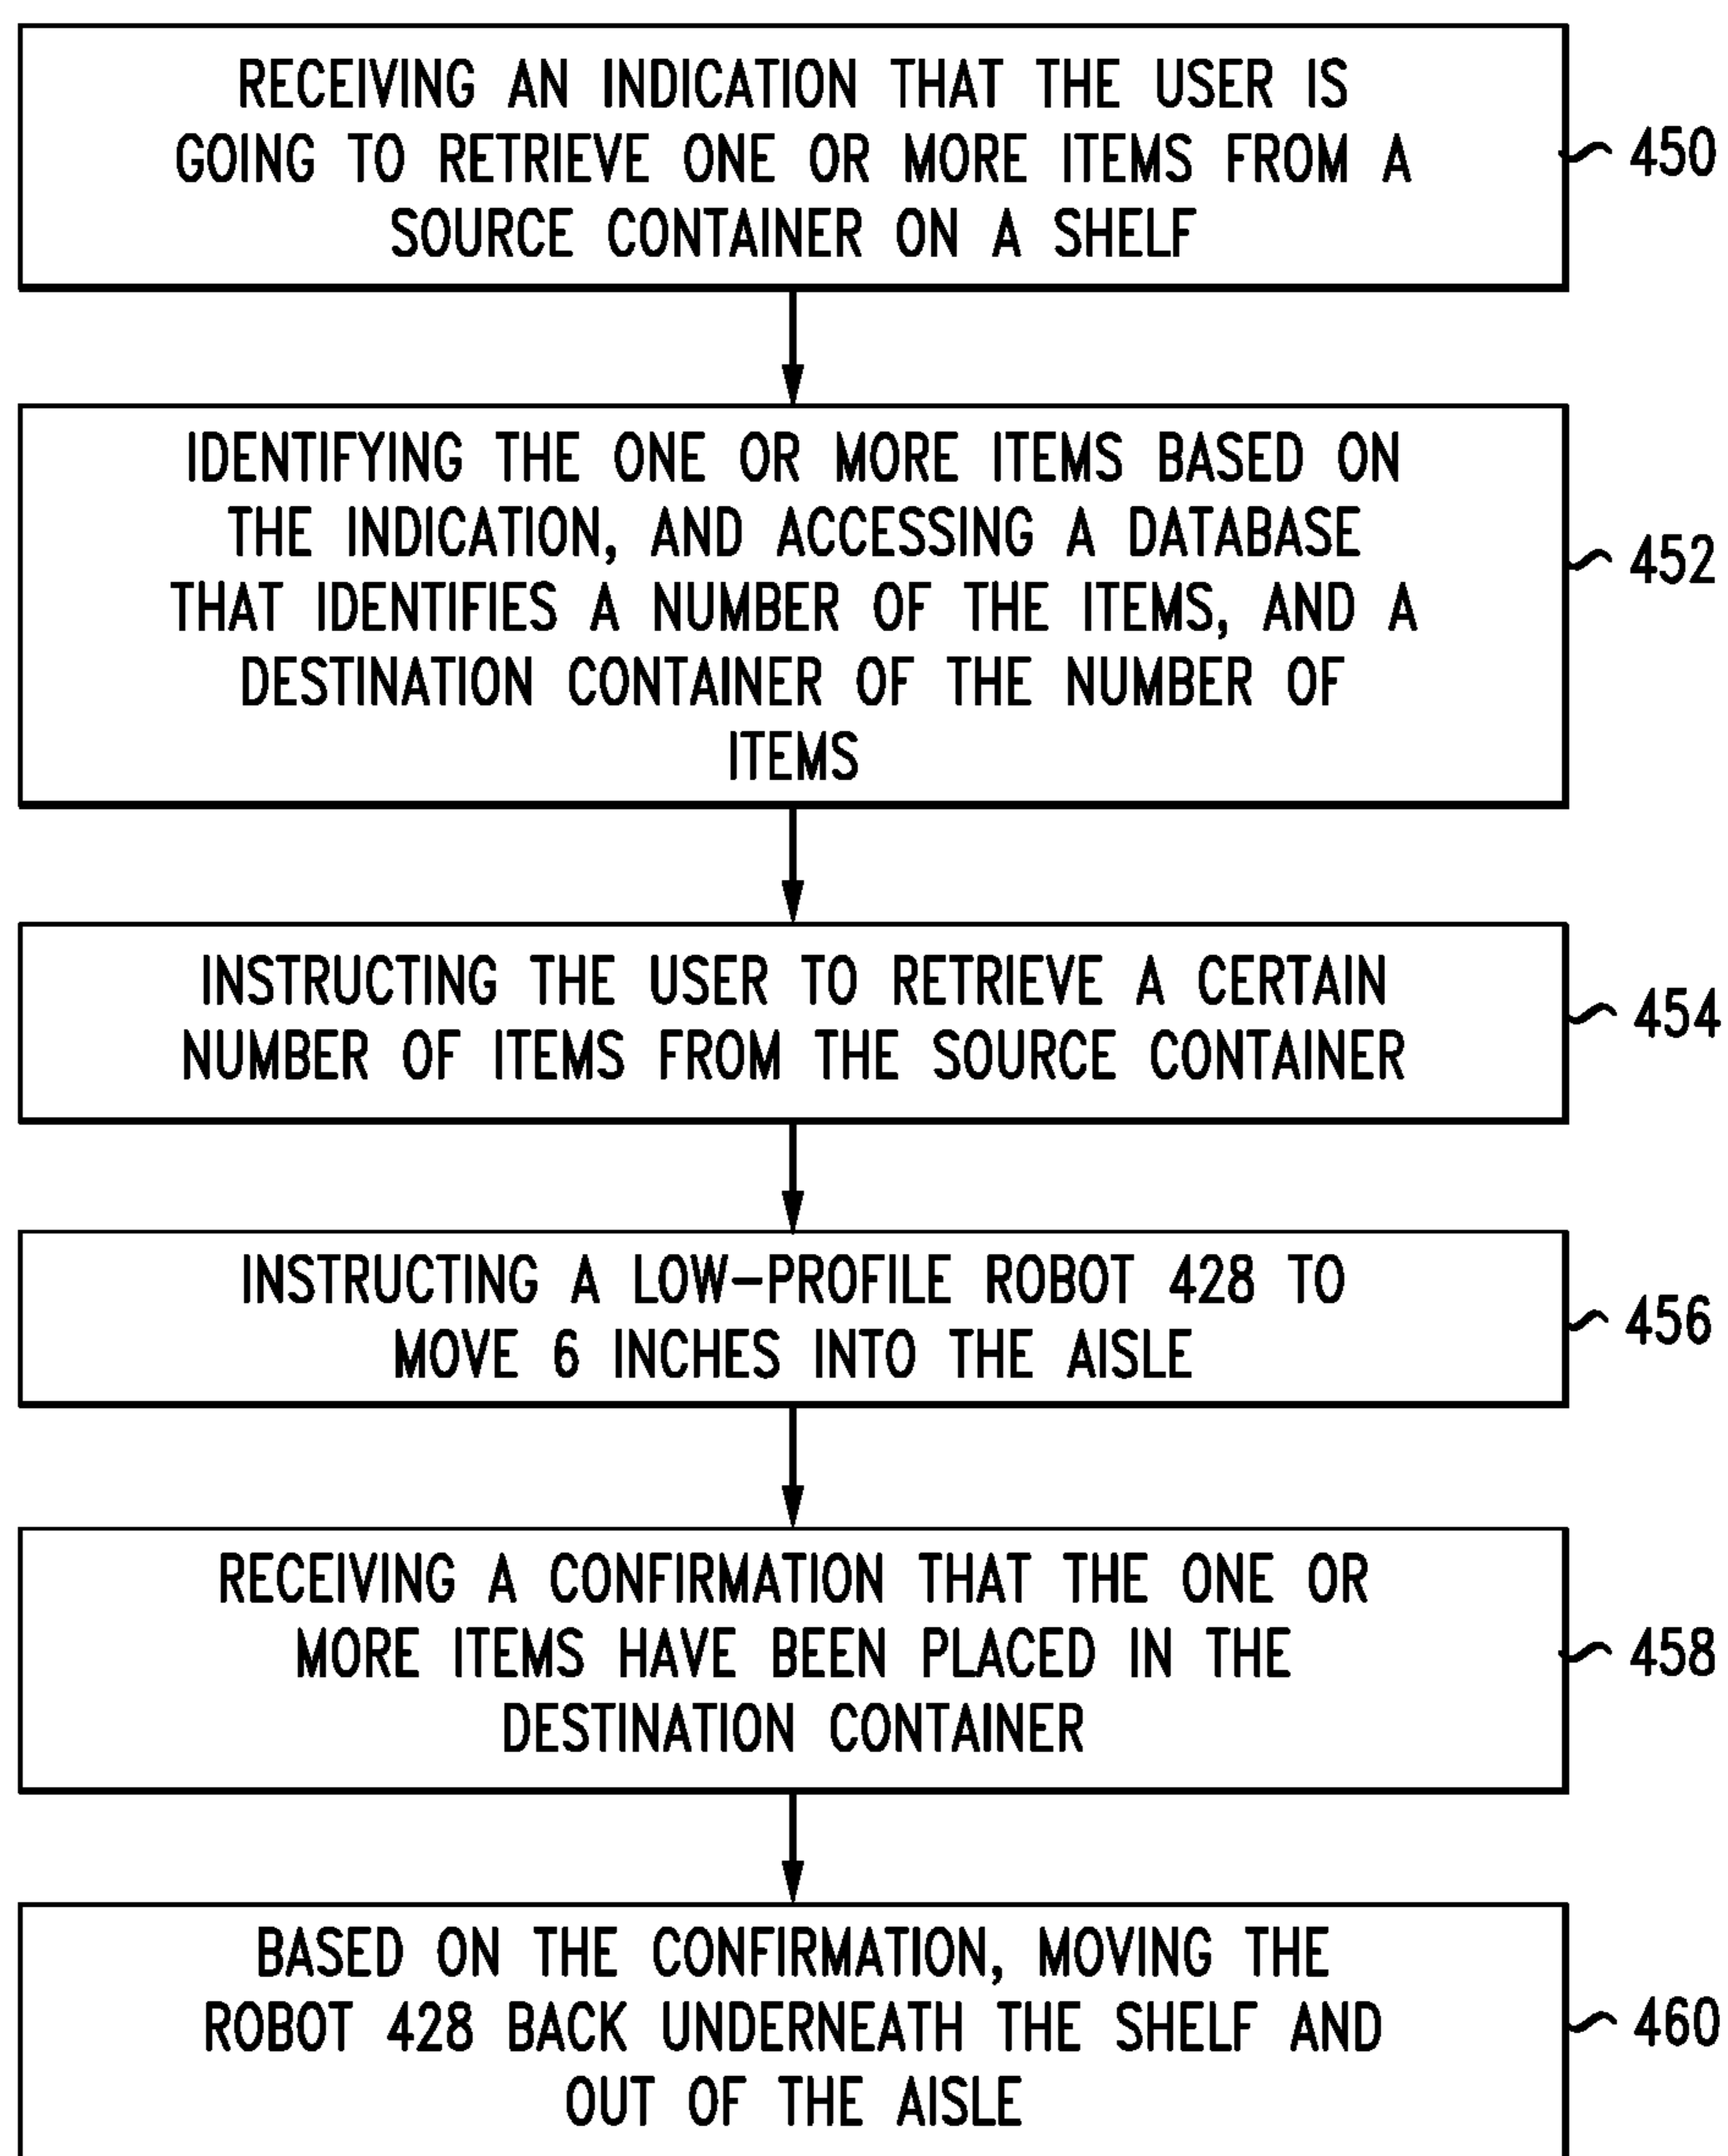 RECEIVING AN INDICATION THAT THE USER IS
GOING TO RETRIEVE ONE OR MORE ITEMS FROM A
SOURCE CONTAINER ON A SHELF
450
IDENTIFYING THE ONE OR MORE ITEMS BASED ON
THE INDICATION, AND ACCESSING A DATABASE
THAT IDENTIFIES A NUMBER OF THE ITEMS, AND A
DESTINATION CONTAINER OF THE NUMBER OF
ITEMS
452
INSTRUCTING THE USER TO RETRIEVE A CERTAIN
NUMBER OF ITEMS FROM THE SOURCE CONTAINER
454
INSTRUCTING A LOW-PROFILE ROBOT 428 TO
MOVE 6 INCHES INTO THE AISLE
456
RECEIVING A CONFIRMATION THAT THE ONE OR
MORE ITEMS HAVE BEEN PLACED IN THE
DESTINATION CONTAINER
458
BASED ON THE CONFIRMATION, MOVING THE
ROBOT 428 BACK UNDERNEATH THE SHELF AND
OUT OF THE AISLE
460